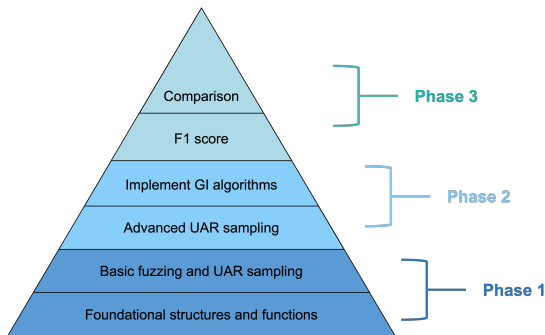 Comparison
Phase 3
F1 score
Implement GI algorithms
Phase 2
Advanced UAR sampling
Basic fuzzing and UAR sampling
Phase 1
Foundational structures and functions